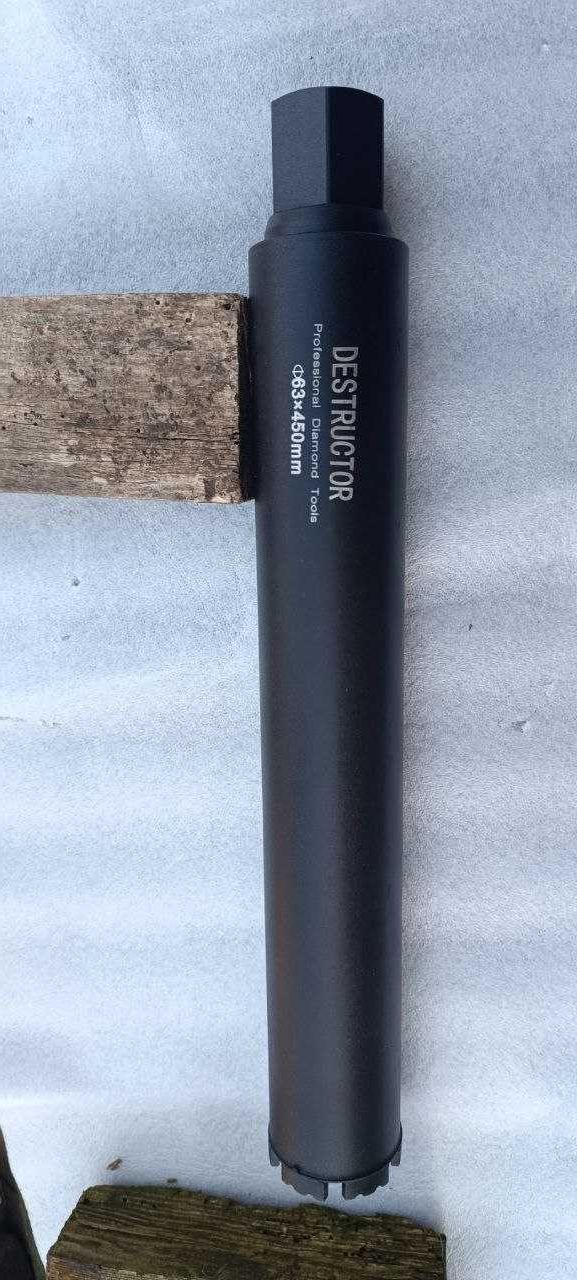 DESTRUCTOR
Professional Diamond Tools
Φ63×450mm